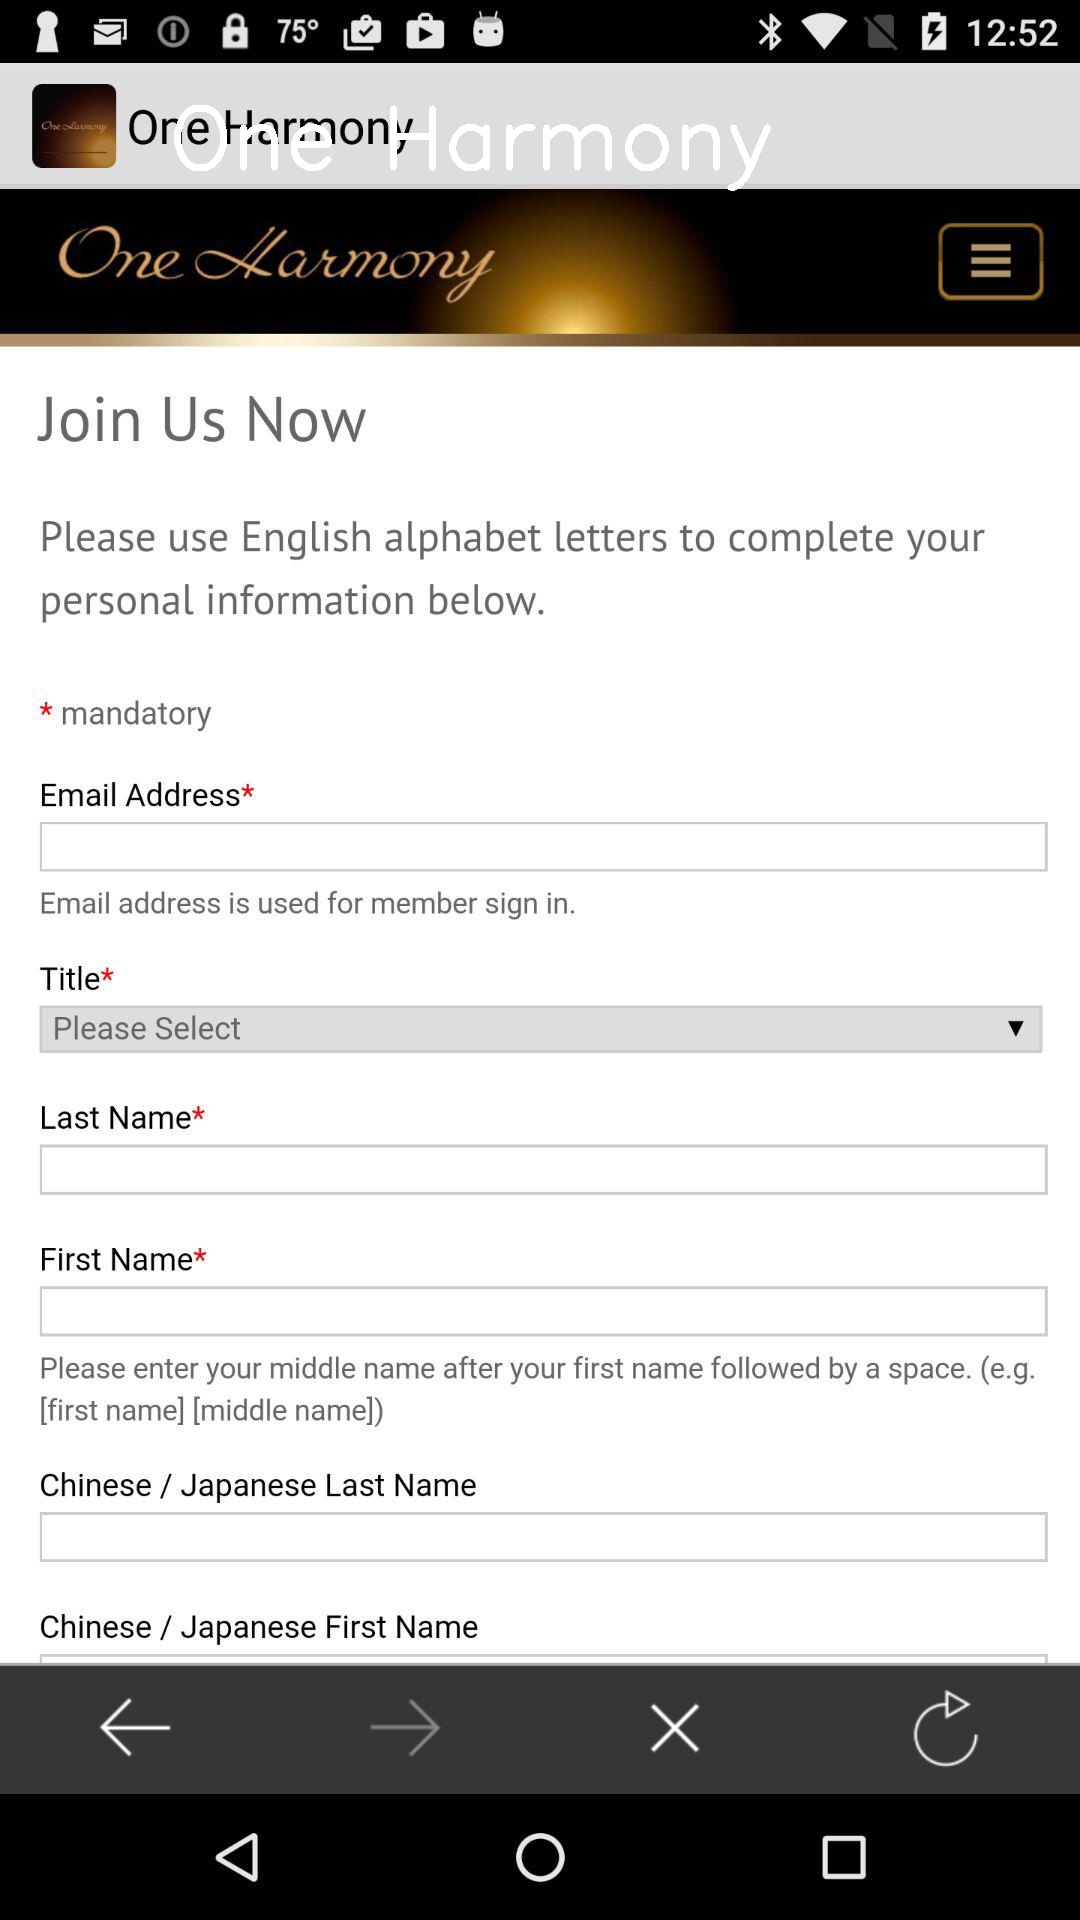 75° 12:52
One Harmony
One Harmony
One Harmony
One Harmony
Join Us Now
Please use English alphabet letters to complete your
personal information below.
* mandatory
Email Address*
Email address is used for member sign in.
Title*
Please Select ▼
Last Name*
First Name*
Please enter your middle name after your first name followed by a space. (e.g.
[first name] [middle name])
Chinese / Japanese Last Name
Chinese / Japanese First Name